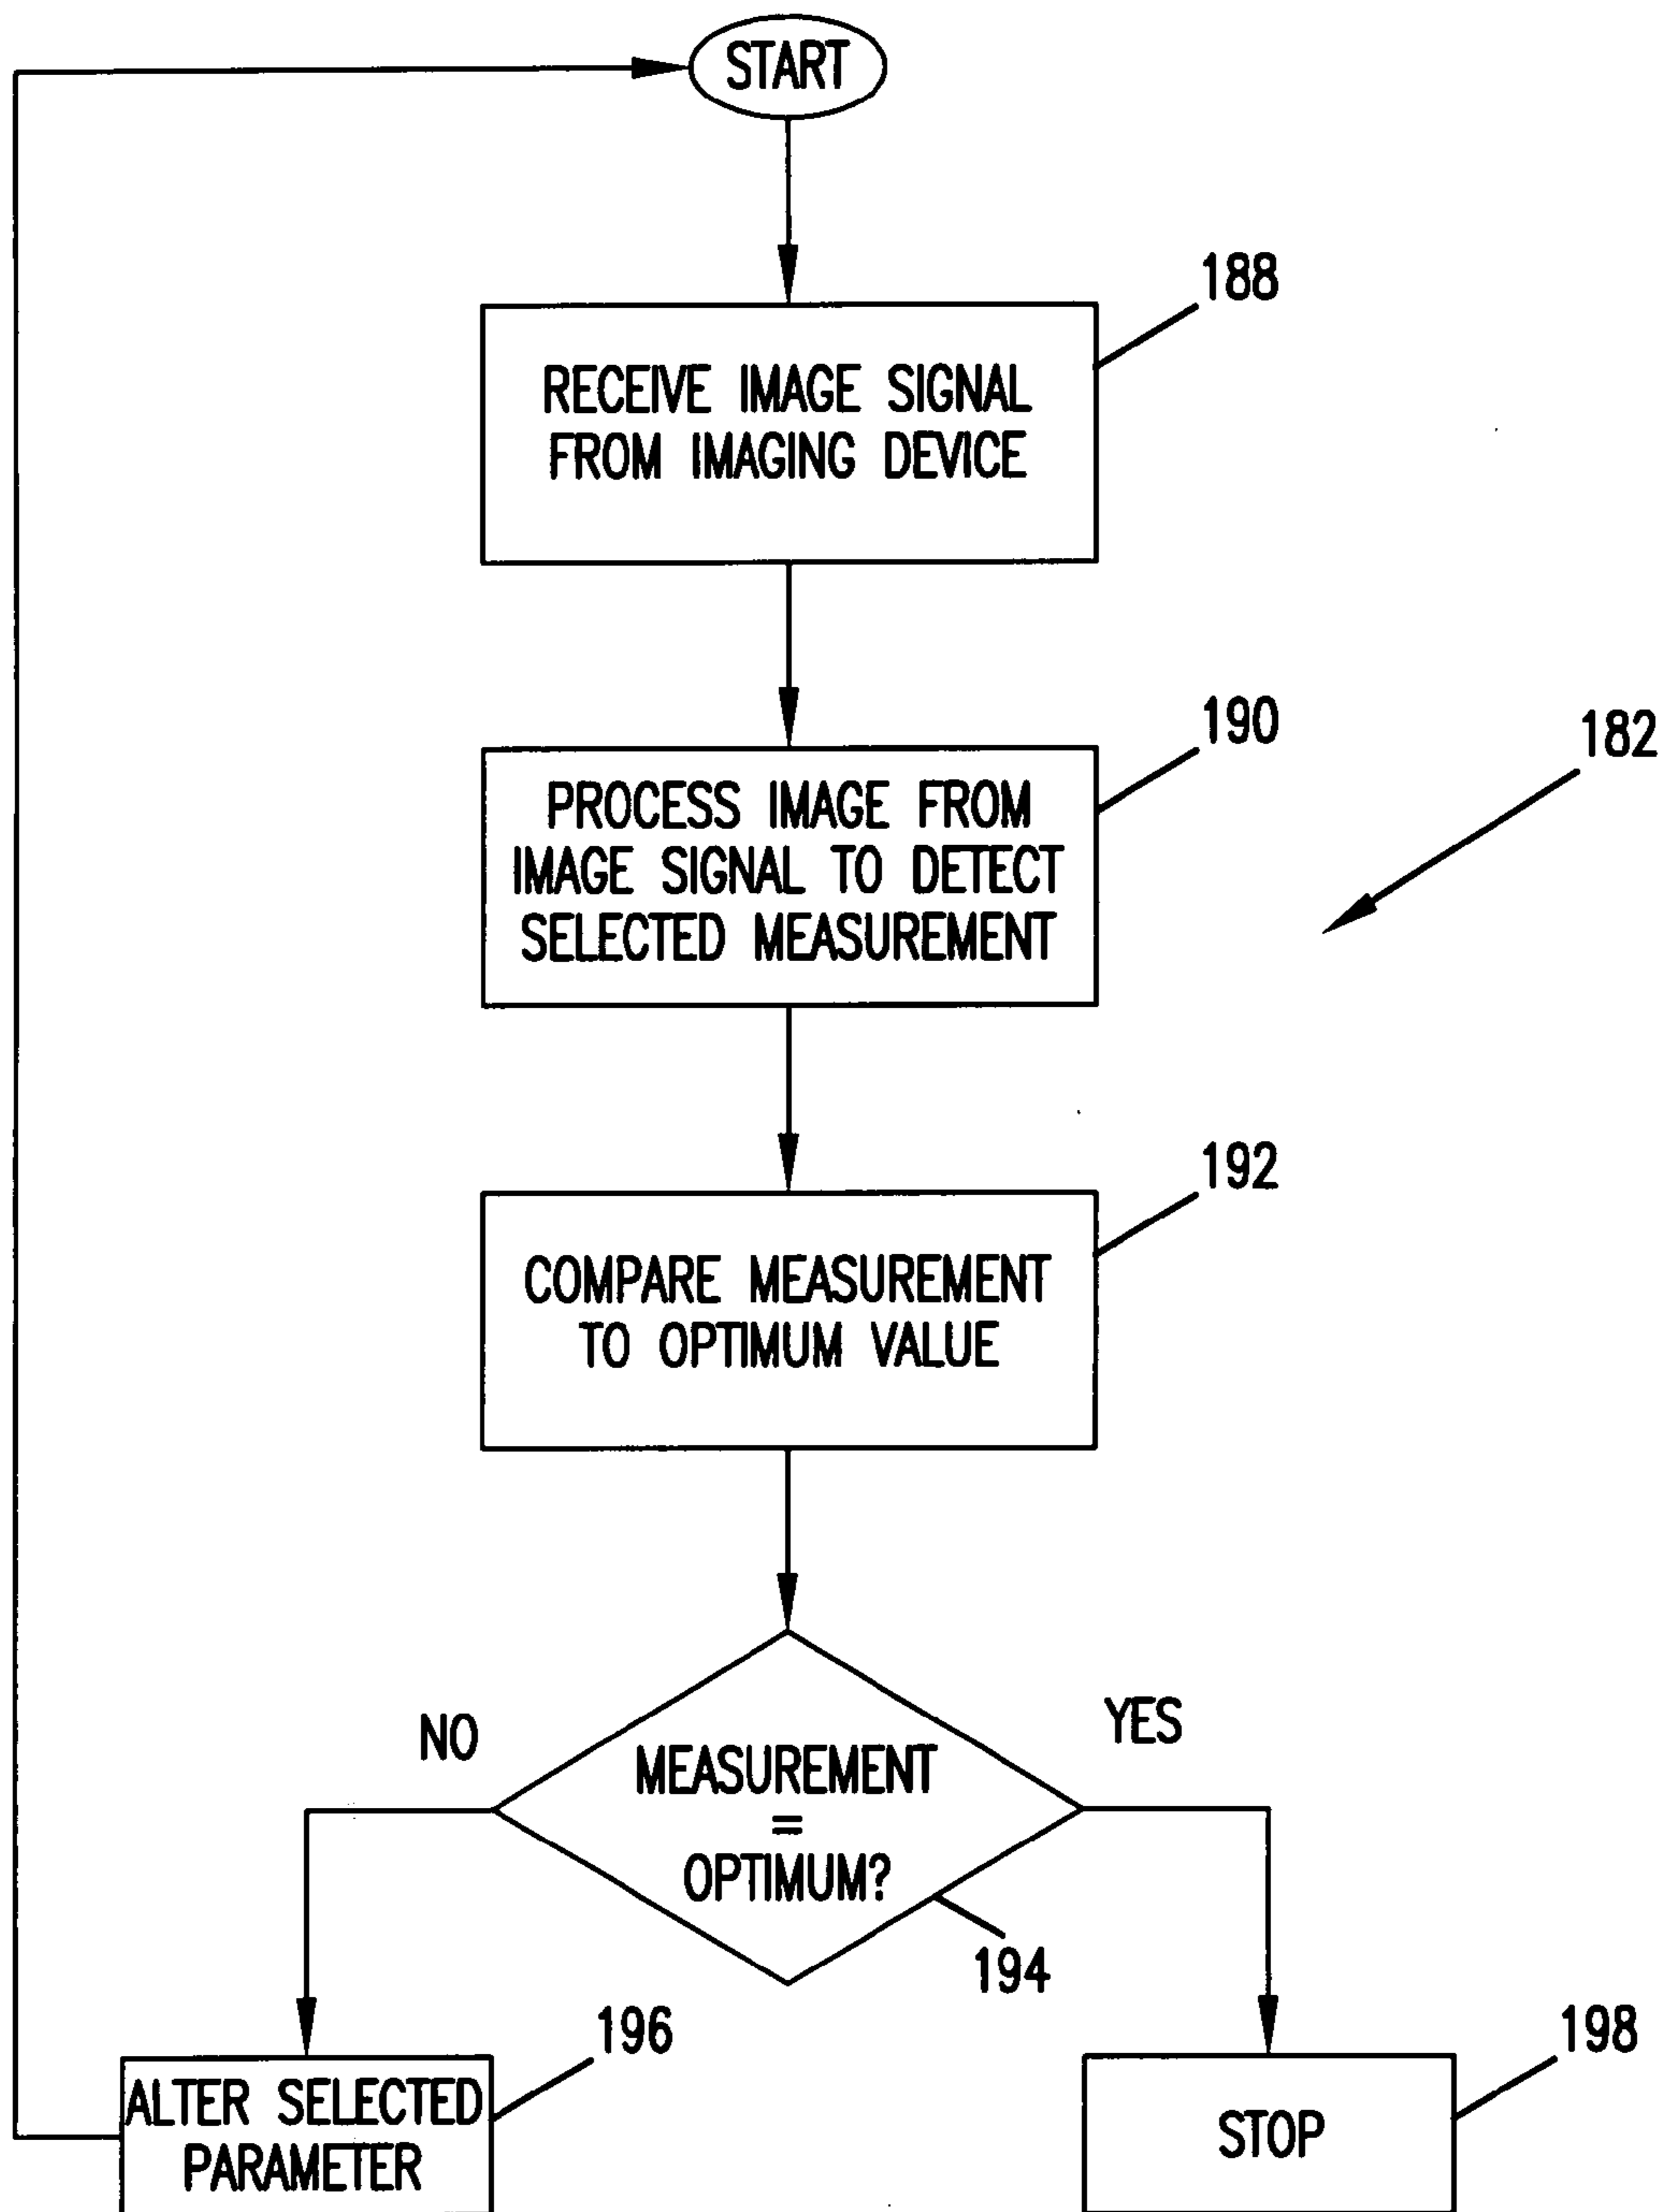 START
188
RECEIVE IMAGE SIGNAL
FROM IMAGING DEVICE
190
182
PROCESS IMAGE FROM
IMAGE SIGNAL TO DETECT
SELECTED MEASUREMENT
192
COMPARE MEASUREMENT
TO OPTIMUM VALUE
NO
YES
MEASUREMENT
=
OPTIMUM?
194
196
198
ALTER SELECTED
PARAMETER
STOP